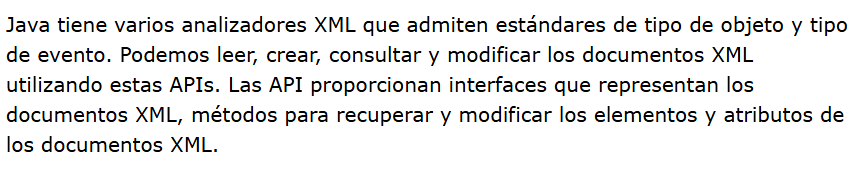 Java tiene varios analizadores XML que admiten estándares de tipo de objeto y tipo
de evento. Podemos leer, crear, consultar y modificar los documentos XML
utilizando estas APIs. Las API proporcionan interfaces que representan los
documentos XML, métodos para recuperar y modificar los elementos y atributos de
los documentos XML.